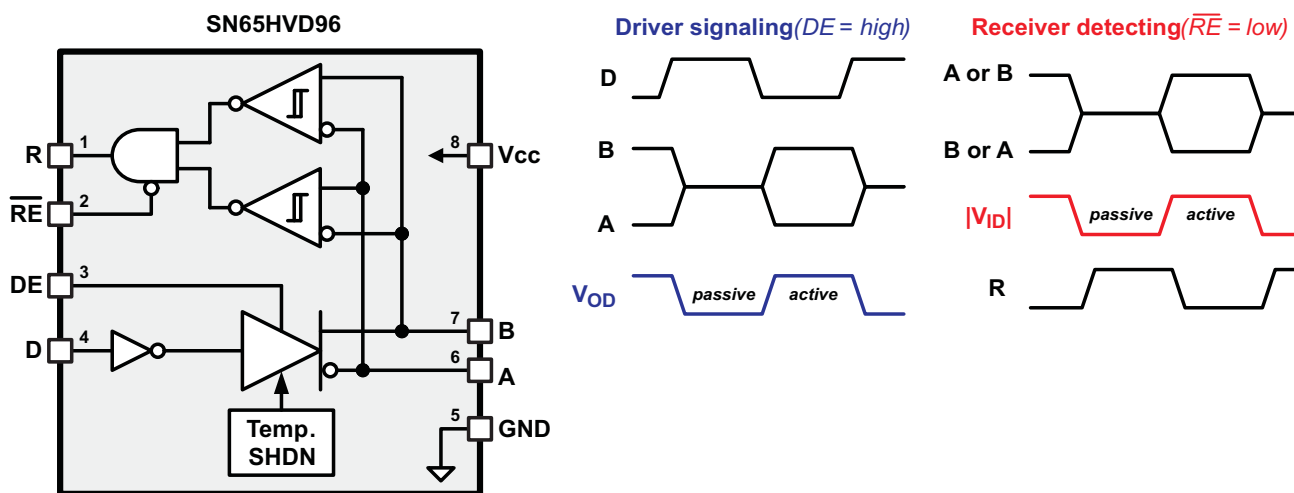 SN65HVD96
R
1
RE
2
DE
3
D
4
8
Vcc
7
B
6
A
5
GND
Temp.
SHDN
Driver signaling(DE = high)
D
B
A
VOD
passive
active
Receiver detecting(RE = low)
A or B
B or A
|VID|
passive
active
R